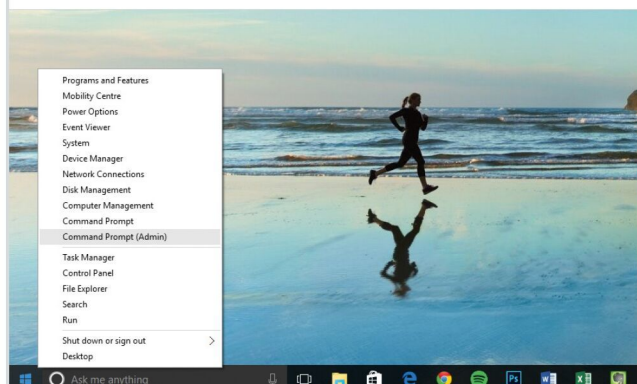 Programs and Features
Mobility Centre
Power Options
Event Viewer
System
Device Manager
Network Connections
Disk Management
Computer Management
Command Prompt
Command Prompt (Admin)
Task Manager
Control Panel
File Explorer
Search
Run
Shut down or sign out
Desktop
Ask me anything
Ps